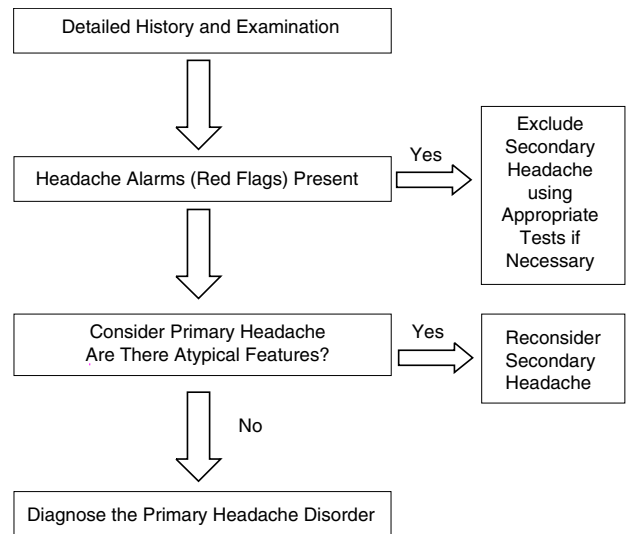 Detailed History and Examination
Yes
Headache Alarms (Red Flags) Present
Exclude
Secondary
Headache
using
Appropriate
Tests if
Necessary
Consider Primary Headache
Are There Atypical Features?
Yes
Reconsider
Secondary
Headache
No
Diagnose the Primary Headache Disorder